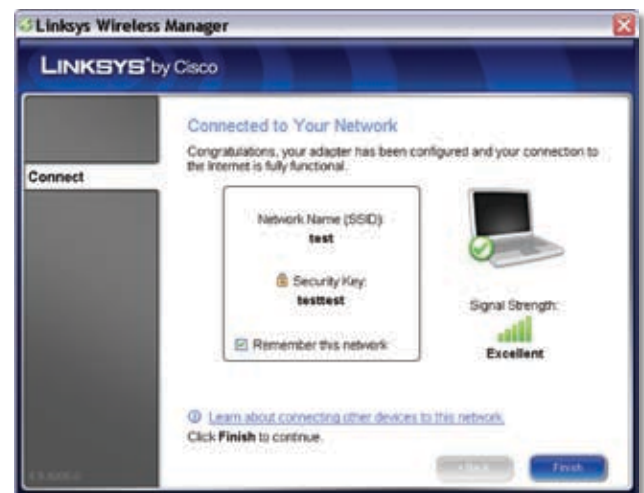 Linksys Wireless Manager
LINKSYS® by Cisco
Connect
Connected to Your Network
Congratulations, your adapter has been configured and your connection to
the Internet is fully functional.
Network Name (SSID):
test
Security Key:
testtest
Remember this network
Signal Strength:
Excellent
Learn about connecting other devices to this network.
Click Finish to continue.
Finish